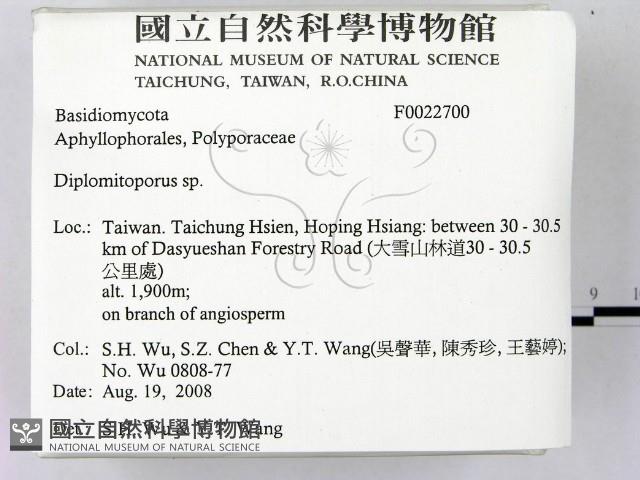 國立自然科學博物館
NATIONAL MUSEUM OF NATURAL SCIENCE
TAICHUNG, TAIWAN, R.O.CHINA
Basidiomycota F0022700
Aphyllophorales, Polyporaceae
Diplomitoporus sp.
Loc.: Taiwan. Taichung Hsien, Hoping Hsiang: between 30 - 30.5
km of Dasyueshan Forestry Road (大雪山林道30 - 30.5
公里處)
alt. 1,900m;
on branch of angiosperm
Col.: S.H. Wu, S.Z. Chen & Y.T. Wang(吳聲華, 陳秀珍, 王藝婷);
No. Wu 0808-77
Date: Aug. 19, 2008
Wang
國立自然科學博物館
NATIONAL MUSEUM OF NATURAL SCIENCE
9